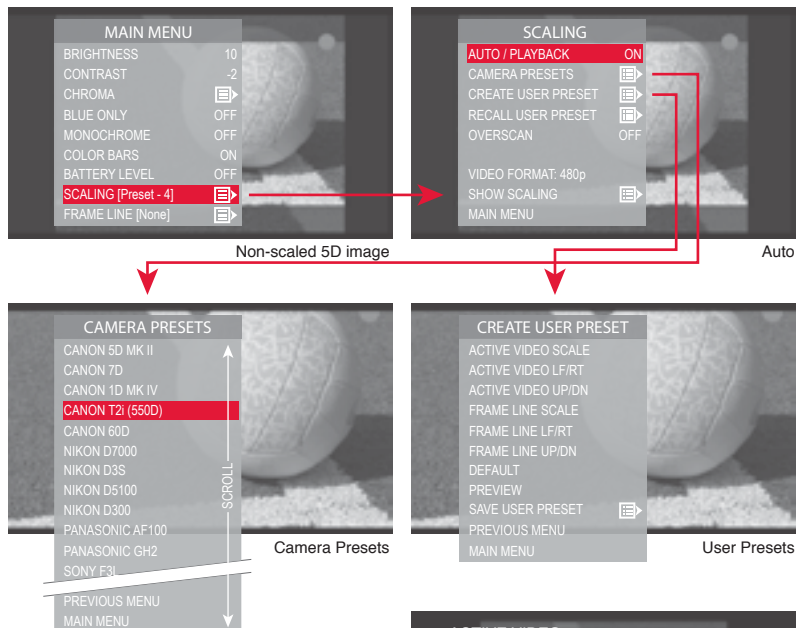 MAIN MENU
BRIGHTNESS 10
CONTRAST -2
CHROMA
BLUE ONLY OFF
MONOCHROME OFF
COLOR BARS ON
BATTERY LEVEL OFF
SCALING [Preset - 4]
FRAME LINE [None]
Non-scaled 5D image
SCALING
AUTO / PLAYBACK ON
CAMERA PRESETS
CREATE USER PRESET
RECALL USER PRESET
OVERSCAN OFF
VIDEO FORMAT: 480p
SHOW SCALING
MAIN MENU
Auto
CAMERA PRESETS
CANON 5D MK II
CANON 7D
CANON 1D MK IV
CANON T2i (550D)
CANON 60D
NIKON D7000
NIKON D3S
NIKON D5100
NIKON D300
PANASONIC AF100
PANASONIC GH2
SONY
PREVIOUS MENU
MAIN MENU
SCROLL
Camera Presets
CREATE USER PRESET
ACTIVE VIDEO SCALE
ACTIVE VIDEO LF/RT
ACTIVE VIDEO UP/DN
FRAME LINE SCALE
FRAME LINE LF/RT
FRAME LINE UP/DN
DEFAULT
PREVIEW
SAVE USER PRESET
PREVIOUS MENU
MAIN MENU
User Presets